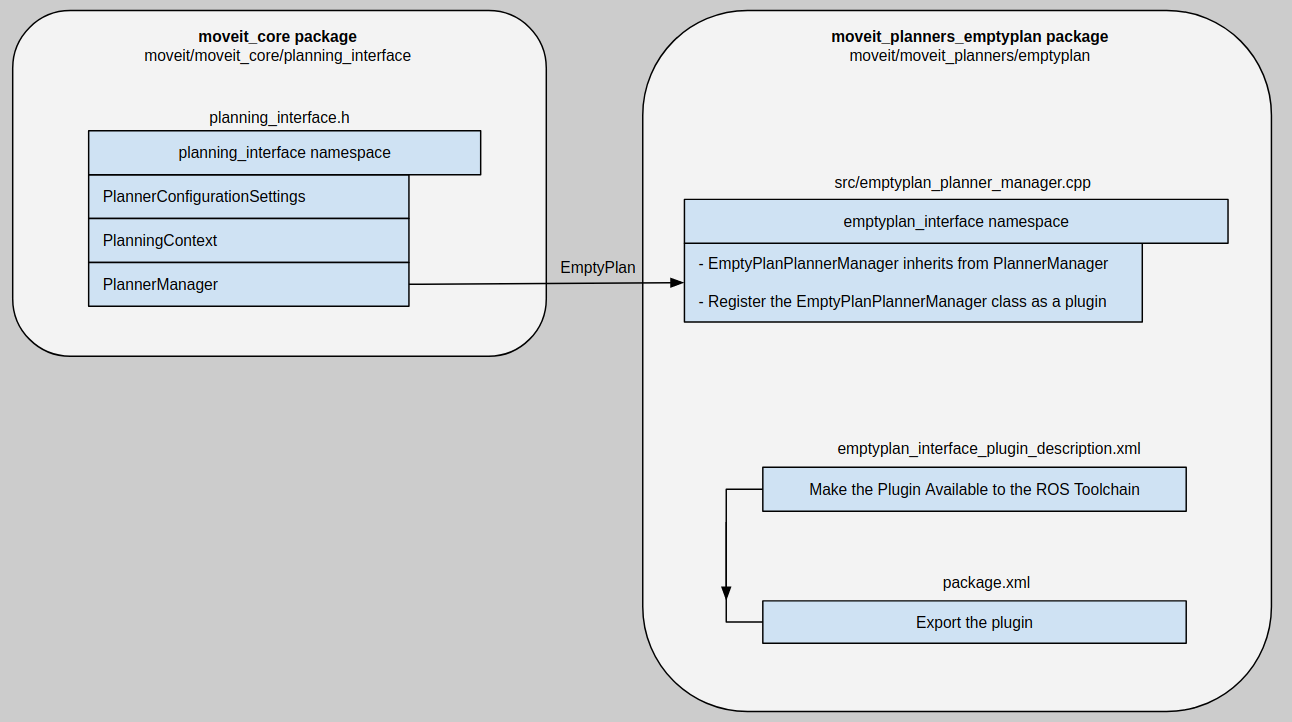 moveit_core package
moveit/moveit_core/planning_interface
planning_interface.h
planning_interface namespace
PlannerConfigurationSettings
PlanningContext
PlannerManager
EmptyPlan
moveit_planners_emptyplan package
moveit/moveit_planners/emptyplan
src/emptyplan_planner_manager.cpp
emptyplan_interface namespace
- EmptyPlanPlannerManager inherits from PlannerManager
- Register the EmptyPlanPlannerManager class as a plugin
emptyplan_interface_plugin_description.xml
Make the Plugin Available to the ROS Toolchain
package.xml
Export the plugin